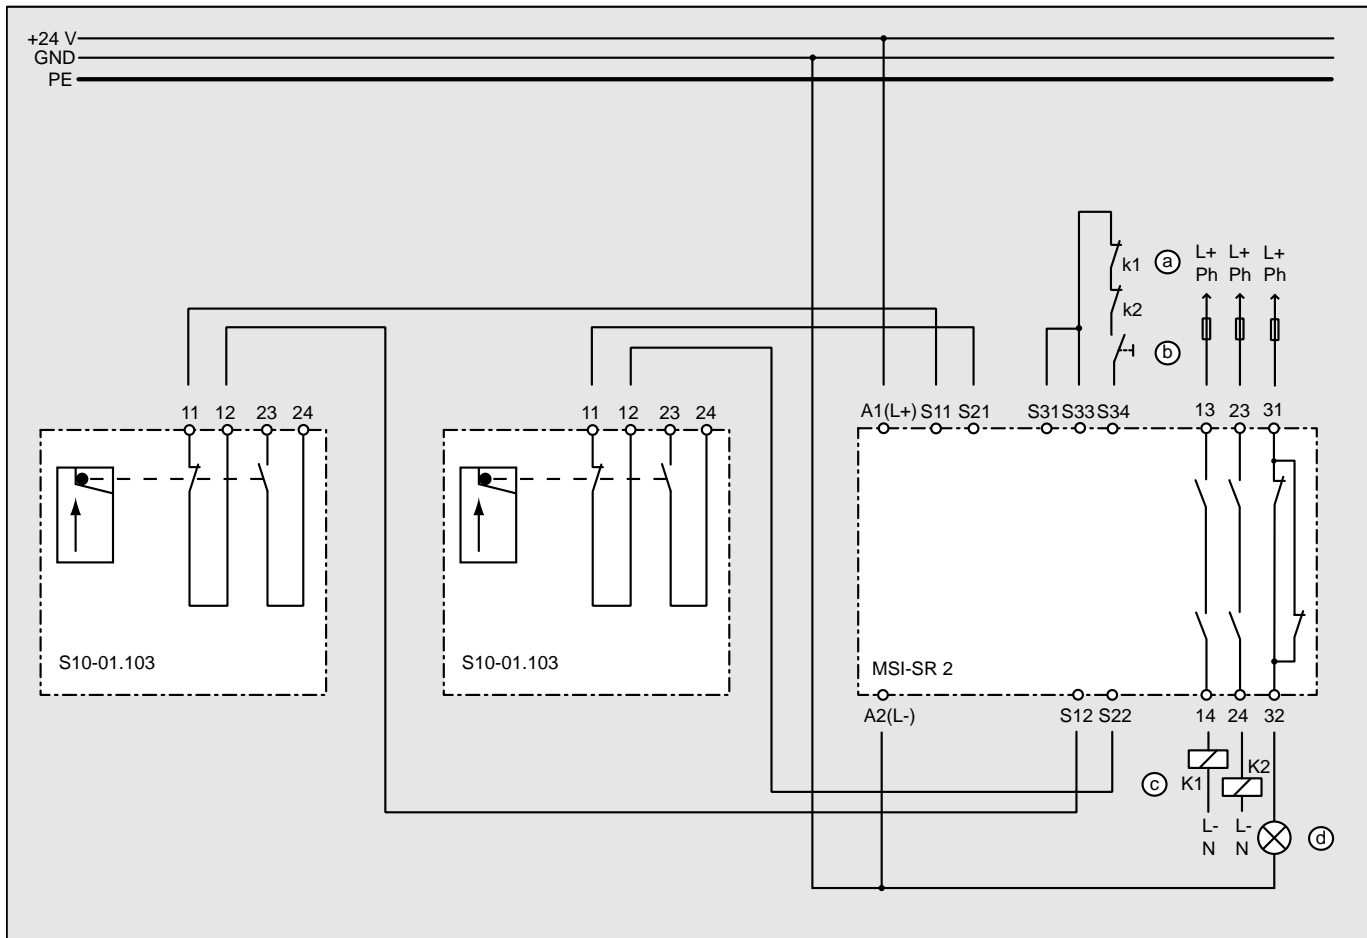 +24 V
GND
PE
k1
a
L+ L+ L+
Ph Ph Ph
k2
b
11 12 23 24
11 12 23 24
A1(L+) S11 S21 S31 S33 S34 13 23 31
S10-01.103
S10-01.103
MSI-SR 2
A2(L-) S12 S22 14 24 32
c
K1
K2
L- L-
N N
d